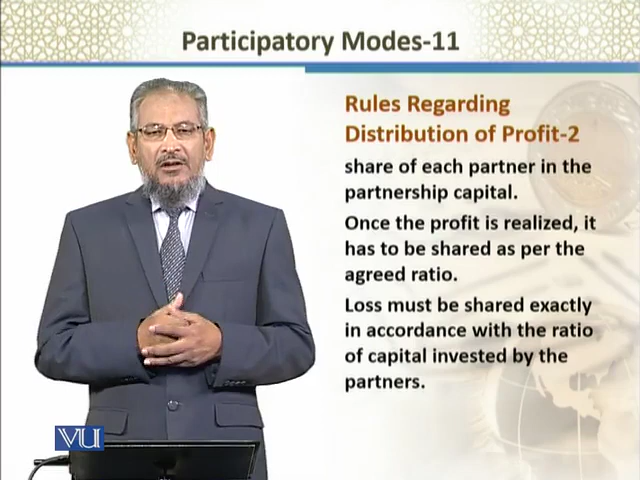 Participatory Modes-11
Rules Regarding
Distribution of Profit-2
share of each partner in the
partnership capital.
Once the profit is realized, it
has to be shared as per the
agreed ratio.
Loss must be shared exactly
in accordance with the ratio
of capital invested by the
partners.
VU